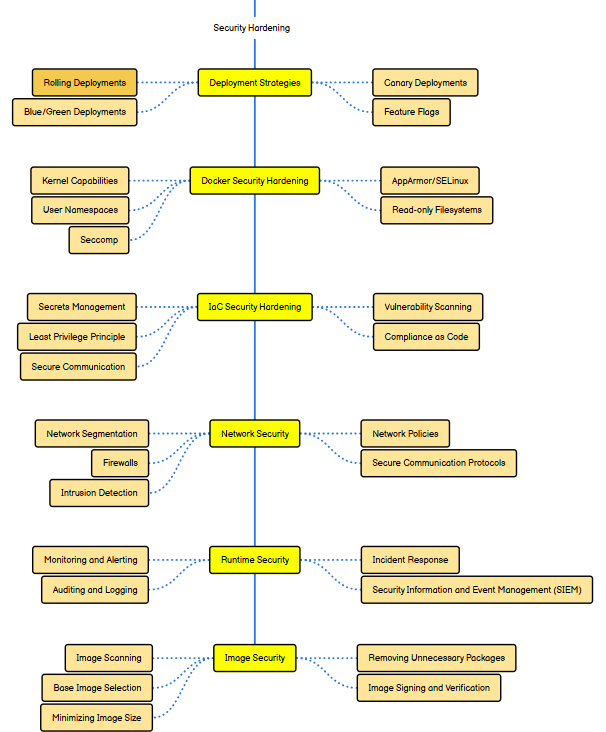 Security Hardening
Rolling Deployments
Deployment Strategies
Canary Deployments
Blue/Green Deployments
Feature Flags
Kernel Capabilities
Docker Security Hardening
AppArmor/SELinux
User Namespaces
Read-only Filesystems
Seccomp
Secrets Management
IaC Security Hardening
Vulnerability Scanning
Least Privilege Principle
Compliance as Code
Secure Communication
Network Segmentation
Network Security
Network Policies
Firewalls
Secure Communication Protocols
Intrusion Detection
Monitoring and Alerting
Runtime Security
Incident Response
Auditing and Logging
Security Information and Event Management (SIEM)
Image Scanning
Image Security
Removing Unnecessary Packages
Base Image Selection
Image Signing and Verification
Minimizing Image Size